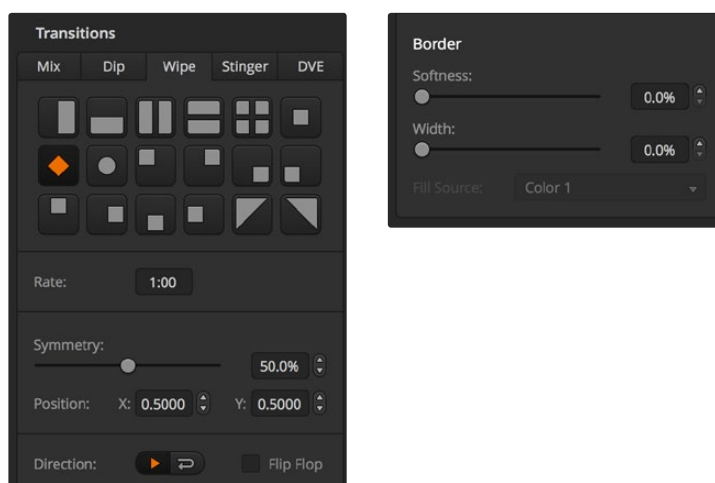 Transitions
Mix Dip Wipe Stinger DVE
Rate: 1:00
Symmetry:
50.0%
Position: X: 0.5000 Y: 0.5000
Direction: Flip Flop
Border
Softness:
0.0%
Width:
0.0%
Fill Source: Color 1